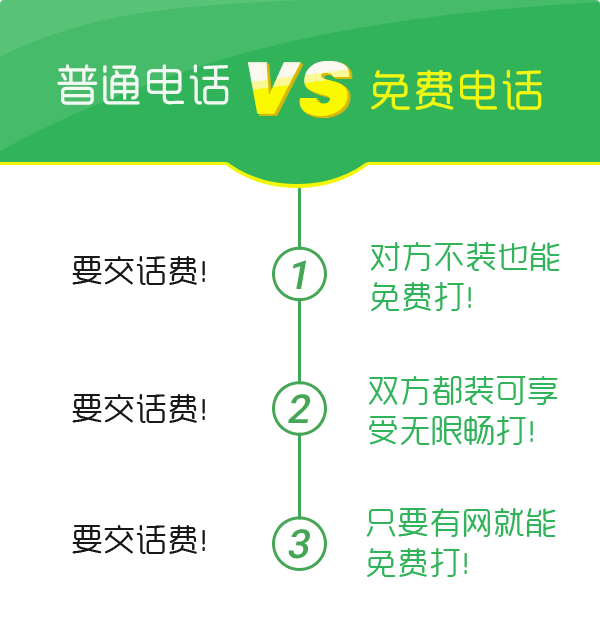 普通电话 VS 免费电话
要交话费!
1
对方不装也能
免费打!
要交话费!
2
双方都装可享
受无限畅打!
要交话费!
3
只要有网就能
免费打!